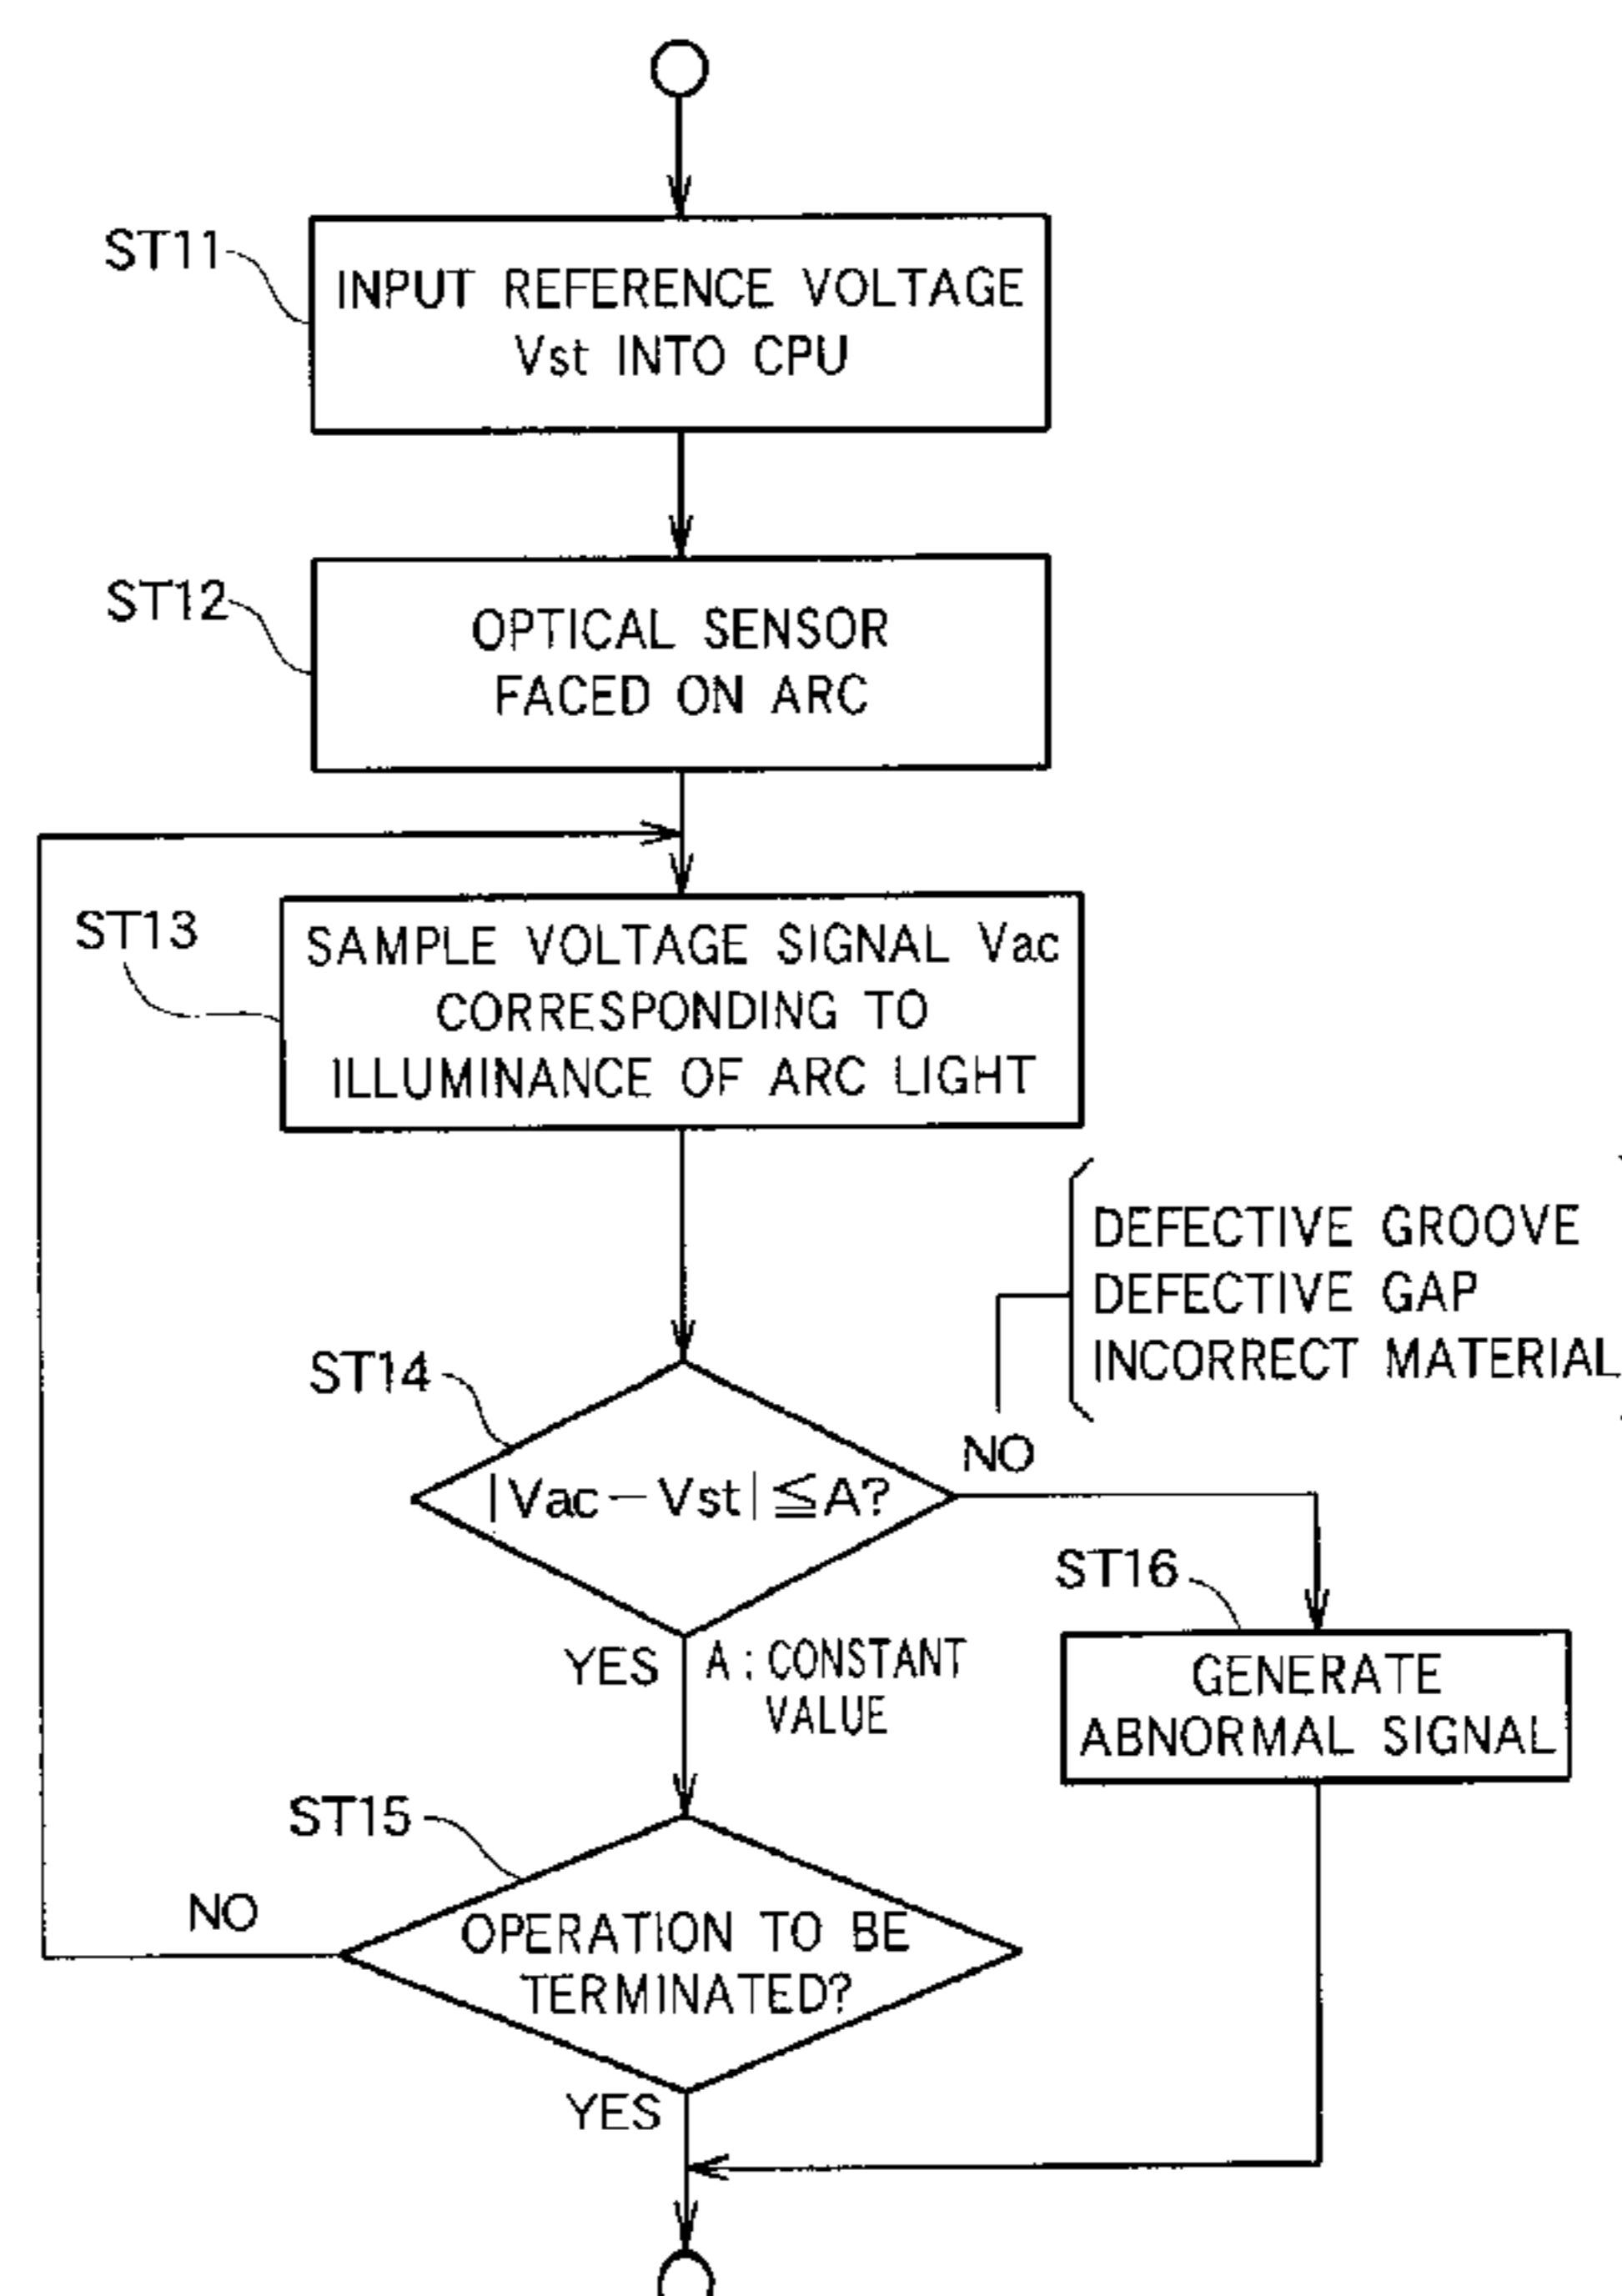 ST11
INPUT REFERENCE VOLTAGE
Vst INTO CPU
ST12
OPTICAL SENSOR
FACED ON ARC
ST13
SAMPLE VOLTAGE SIGNAL Vac
CORRESPONDING TO
ILLUMINANCE OF ARC LIGHT
DEFECTIVE GROOVE
DEFECTIVE GAP
INCORRECT MATERIAL
ST14
|Vac－Vst|≦A?
NO
ST16
GENERATE
ABNORMAL SIGNAL
YES
A : CONSTANT
VALUE
ST15
OPERATION TO BE
TERMINATED?
NO
YES